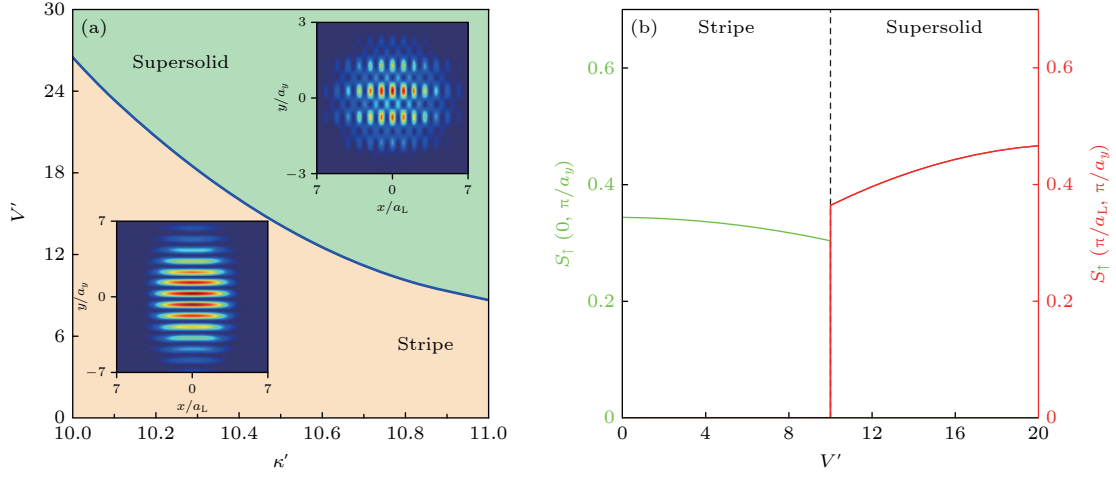 (a)
Supersolid
Stripe
V′
κ′
30
24
18
12
6
0
10.0 10.2 10.4 10.6 10.8 11.0
y/a_y
3
0
−3
7 0 7
x/a_L
y/a_y
7
0
−7
7 0 7
x/a_L
(b)
Stripe Supersolid
S↑ (0, π/a_y)
0.6
0.4
0.2
0
0 4 8 12 16 20
V′
0.6
0.4
0.2
0
S↑ (π/a_L, π/a_y)